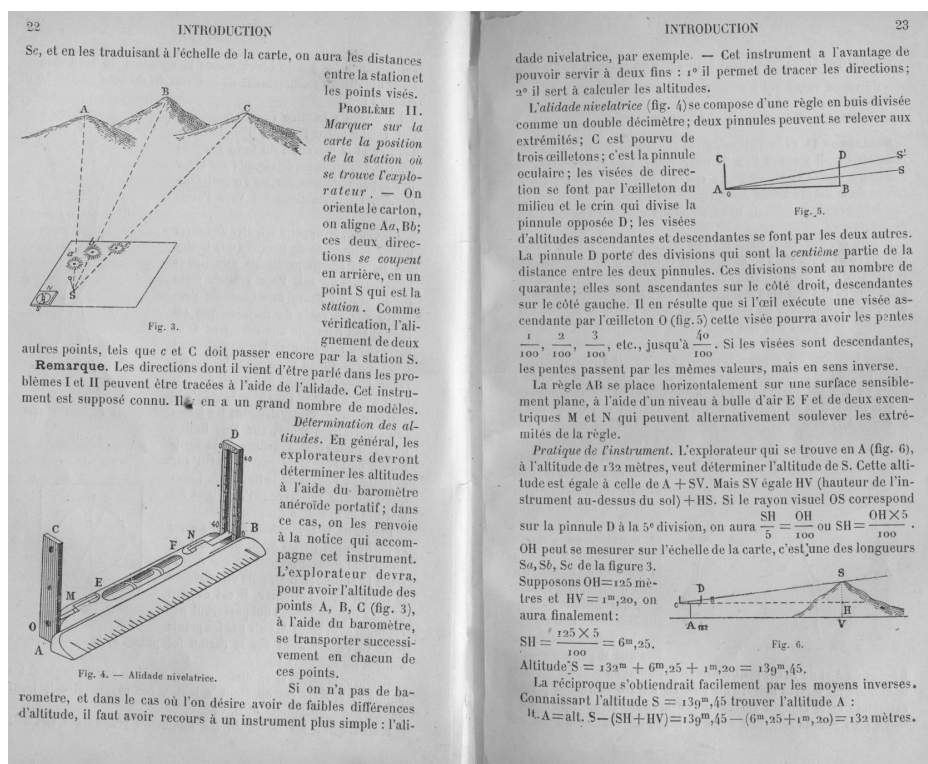 22
INTRODUCTION
Sc, et en les traduisant à l'échelle de la carte, on aura les distances
entre la station et
les points visés.
PROBLÈME II.
Marquer sur la
carte la position
de la station où
se trouve l'explo-
rateur. — On
oriente le carton,
on aligne Aa, Bb;
ces deux direc-
tions se coupent
en arrière, en un
point S qui est la
station. Comme
vérification, l'ali-
gnement de deux
A
B
C
a
b
c
S
N
S
Fig. 3.
autres points, tels que c et C doit passer encore par la station S.
Remarque. Les directions dont il vient d'être parlé dans les pro-
blèmes I et II peuvent être tracées à l'aide de l'alidade. Cet instru-
ment est supposé connu. Il y en a un grand nombre de modèles.
Détermination des al-
titudes. En général, les
explorateurs devront
déterminer les altitudes
à l'aide du baromètre
anéroïde portatif; dans
ce cas, on les renvoie
à la notice qui accom-
pagne cet instrument.
L'explorateur devra,
pour avoir l'altitude des
points A, B, C (fig. 3),
à l'aide du baromètre,
se transporter successi-
vement en chacun de
ces points.
Si on n'a pas de ba-
D
0
40
C
40
0
B
N
F
E
M
O
A
Fig. 4. — Alidade nivelatrice.
rometre, et dans le cas où l'on désire avoir de faibles différences
d'altitude, il faut avoir recours à un instrument plus simple : l'ali-
INTRODUCTION
23
dade nivelatrice, par exemple. — Cet instrument a l'avantage de
pouvoir servir à deux fins : 1° il permet de tracer les directions;
2° il sert à calculer les altitudes.
L'alidade nivelatrice (fig. 4) se compose d'une règle en buis divisée
comme un double décimètre; deux pinnules peuvent se relever aux
extrémités; C est pourvu de
trois œilletons; c'est la pinnule
oculaire; les visées de direc-
tion se font par l'œilleton du
milieu et le crin qui divise la
pinnule opposée D; les visées
C
D
S'
S
A
o
B
Fig. 5.
d'altitudes ascendantes et descendantes se font par les deux autres.
La pinnule D porte des divisions qui sont la centième partie de la
distance entre les deux pinnules. Ces divisions sont au nombre de
quarante; elles sont ascendantes sur le côté droit, descendantes
sur le côté gauche. Il en résulte que si l'œil exécute une visée as-
cendante par l'œilleton O (fig. 5) cette visée pourra avoir les pentes
1/100, 2/100, 3/100, etc., jusqu'à 40/100. Si les visées sont descendantes,
les pentes passent par les mêmes valeurs, mais en sens inverse.
La règle AB se place horizontalement sur une surface sensible-
ment plane, à l'aide d'un niveau à bulle d'air E F et de deux excen-
triques M et N qui peuvent alternativement soulever les extré-
mités de la règle.
Pratique de l'instrument. L'explorateur qui se trouve en A (fig. 6),
à l'altitude de 132 mètres, veut déterminer l'altitude de S. Cette alti-
tude est égale à celle de A + SV. Mais SV égale HV (hauteur de l'in-
strument au-dessus du sol) + HS. Si le rayon visuel OS correspond
sur la pinnule D à la 5e division, on aura SH/5 = OH/100 ou SH = OH×5/100.
OH peut se mesurer sur l'échelle de la carte, c'est une des longueurs
Sa, Sb, Sc de la figure 3.
Supposons OH = 125 mè-
tres et HV = 1m,20, on
aura finalement :
SH = 125 × 5/100 = 6m,25.
S
D
H
A
V
Fig. 6.
Altitude S = 132m + 6m,25 + 1m,20 = 139m,45.
La réciproque s'obtiendrait facilement par les moyens inverses.
Connaissant l'altitude S = 139m,45 trouver l'altitude A :
lt. A = alt. S — (SH + HV) = 139m,45 — (6m,25 + 1m,20) = 132 mètres.